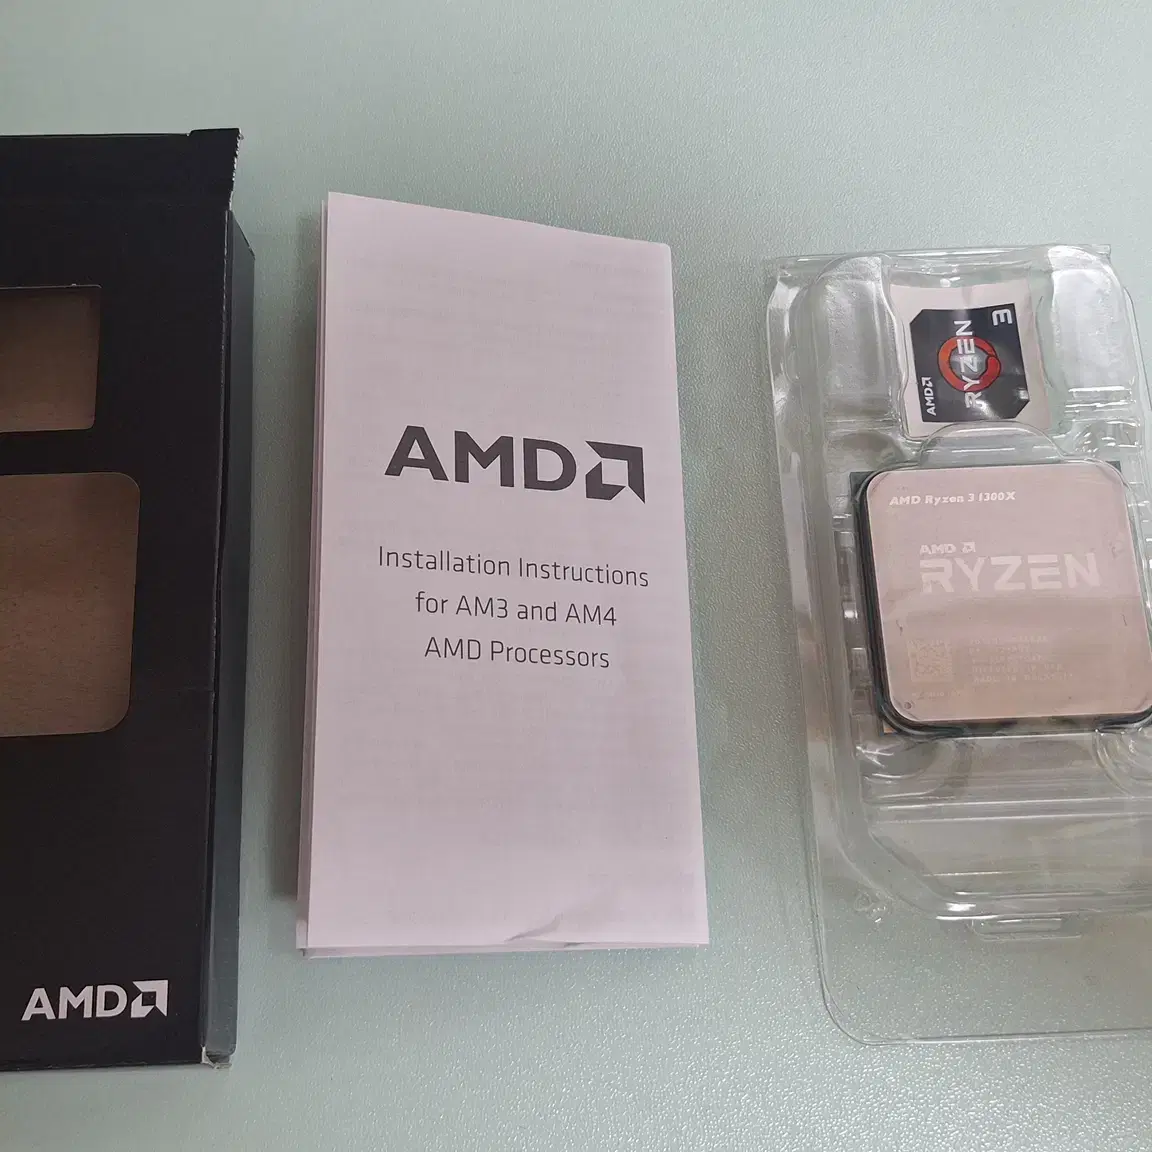 AMD
AMD
Installation Instructions
for AM3 and AM4
AMD Processors
AMD
RYZEN
3
AMD Ryzen 3 1300X
AMD
RYZEN